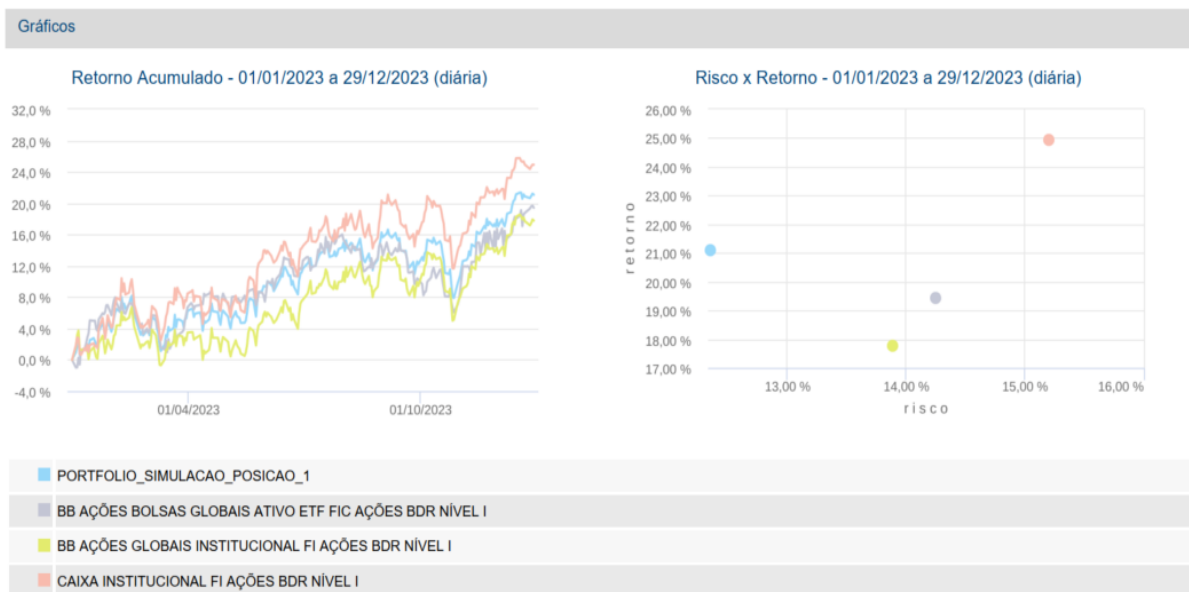 Gráficos
Retorno Acumulado - 01/01/2023 a 29/12/2023 (diária)
32,0 %
28,0 %
24,0 %
20,0 %
16,0 %
12,0 %
8,0 %
4,0 %
0,0 %
-4,0 %
01/04/2023
01/10/2023
Risco x Retorno - 01/01/2023 a 29/12/2023 (diária)
26,00 %
25,00 %
24,00 %
23,00 %
22,00 %
21,00 %
20,00 %
19,00 %
18,00 %
17,00 %
retorno
13,00 %
14,00 %
15,00 %
16,00 %
risco
PORTFOLIO_SIMULACAO_POSICAO_1
BB AÇÕES BOLSAS GLOBAIS ATIVO ETF FIC AÇÕES BDR NÍVEL I
BB AÇÕES GLOBAIS INSTITUCIONAL FI AÇÕES BDR NÍVEL I
CAIXA INSTITUCIONAL FI AÇÕES BDR NÍVEL I